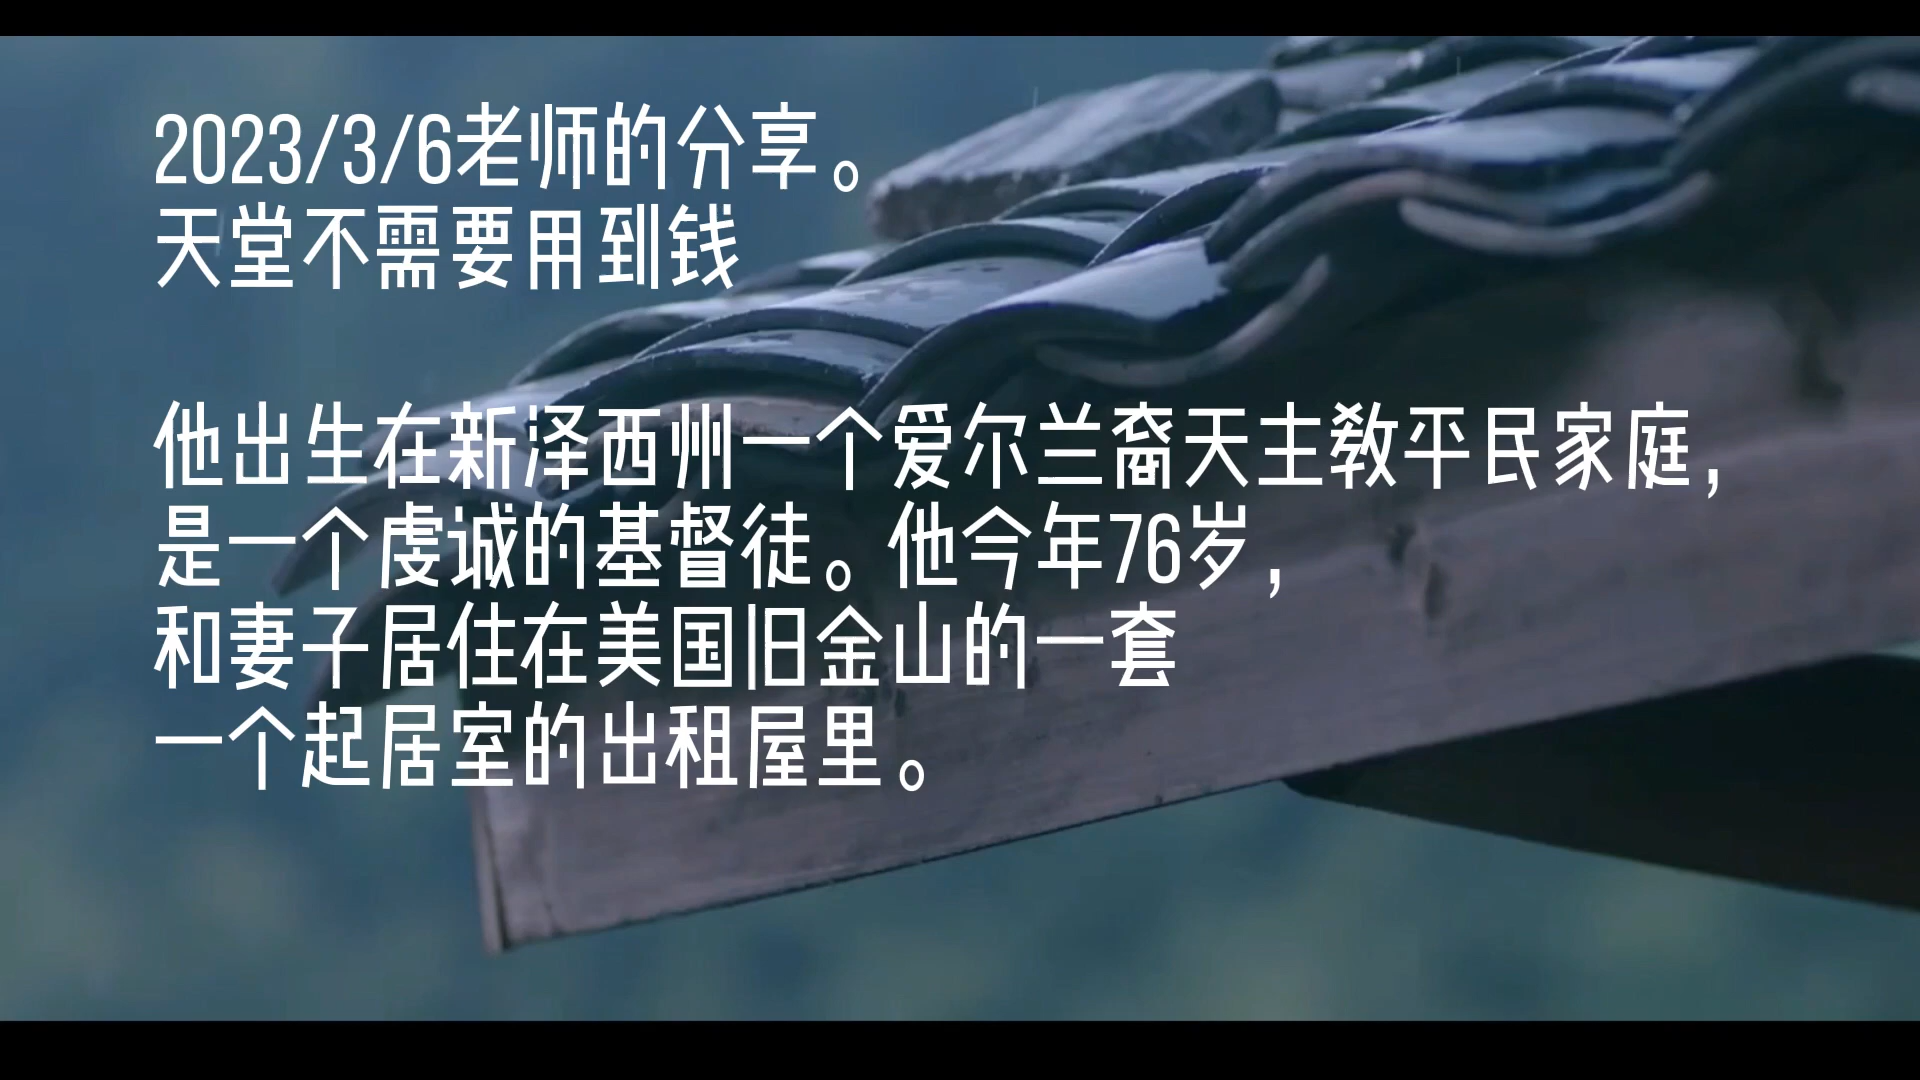 2023/3/6老师的分享。
天堂不需要用到钱
他出生在新泽西州一个爱尔兰裔天主教平民家庭，
是一个虔诚的基督徒。他今年76岁，
和妻子居住在美国旧金山的一套
一个起居室的出租屋里。